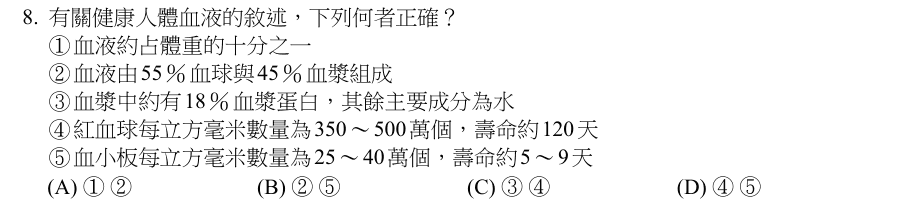 8. 有關健康人體血液的敘述，下列何者正確？
①血液約占體重的十分之一
②血液由55％血球與45％血漿組成
③血漿中約有18％血漿蛋白，其餘主要成分為水
④紅血球每立方毫米數量為350～500萬個，壽命約120天
⑤血小板每立方毫米數量為25～40萬個，壽命約5～9天
(A) ①② (B) ②⑤ (C) ③④ (D) ④⑤